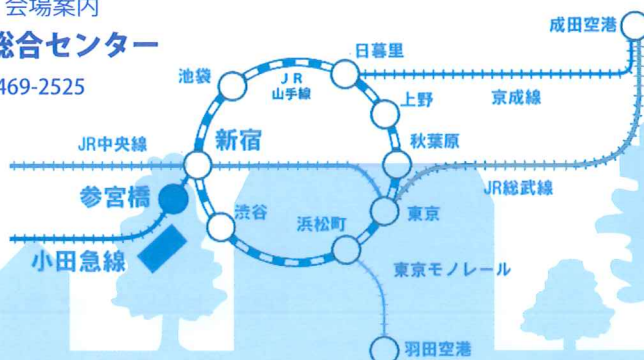 会場案内
総合センター
469-2525
成田空港
日暮里
池袋
JR
山手線
上野
京成線
JR中央線
新宿
秋葉原
参宮橋
JR総武線
渋谷
浜松町
東京
小田急線
東京モノレール
羽田空港